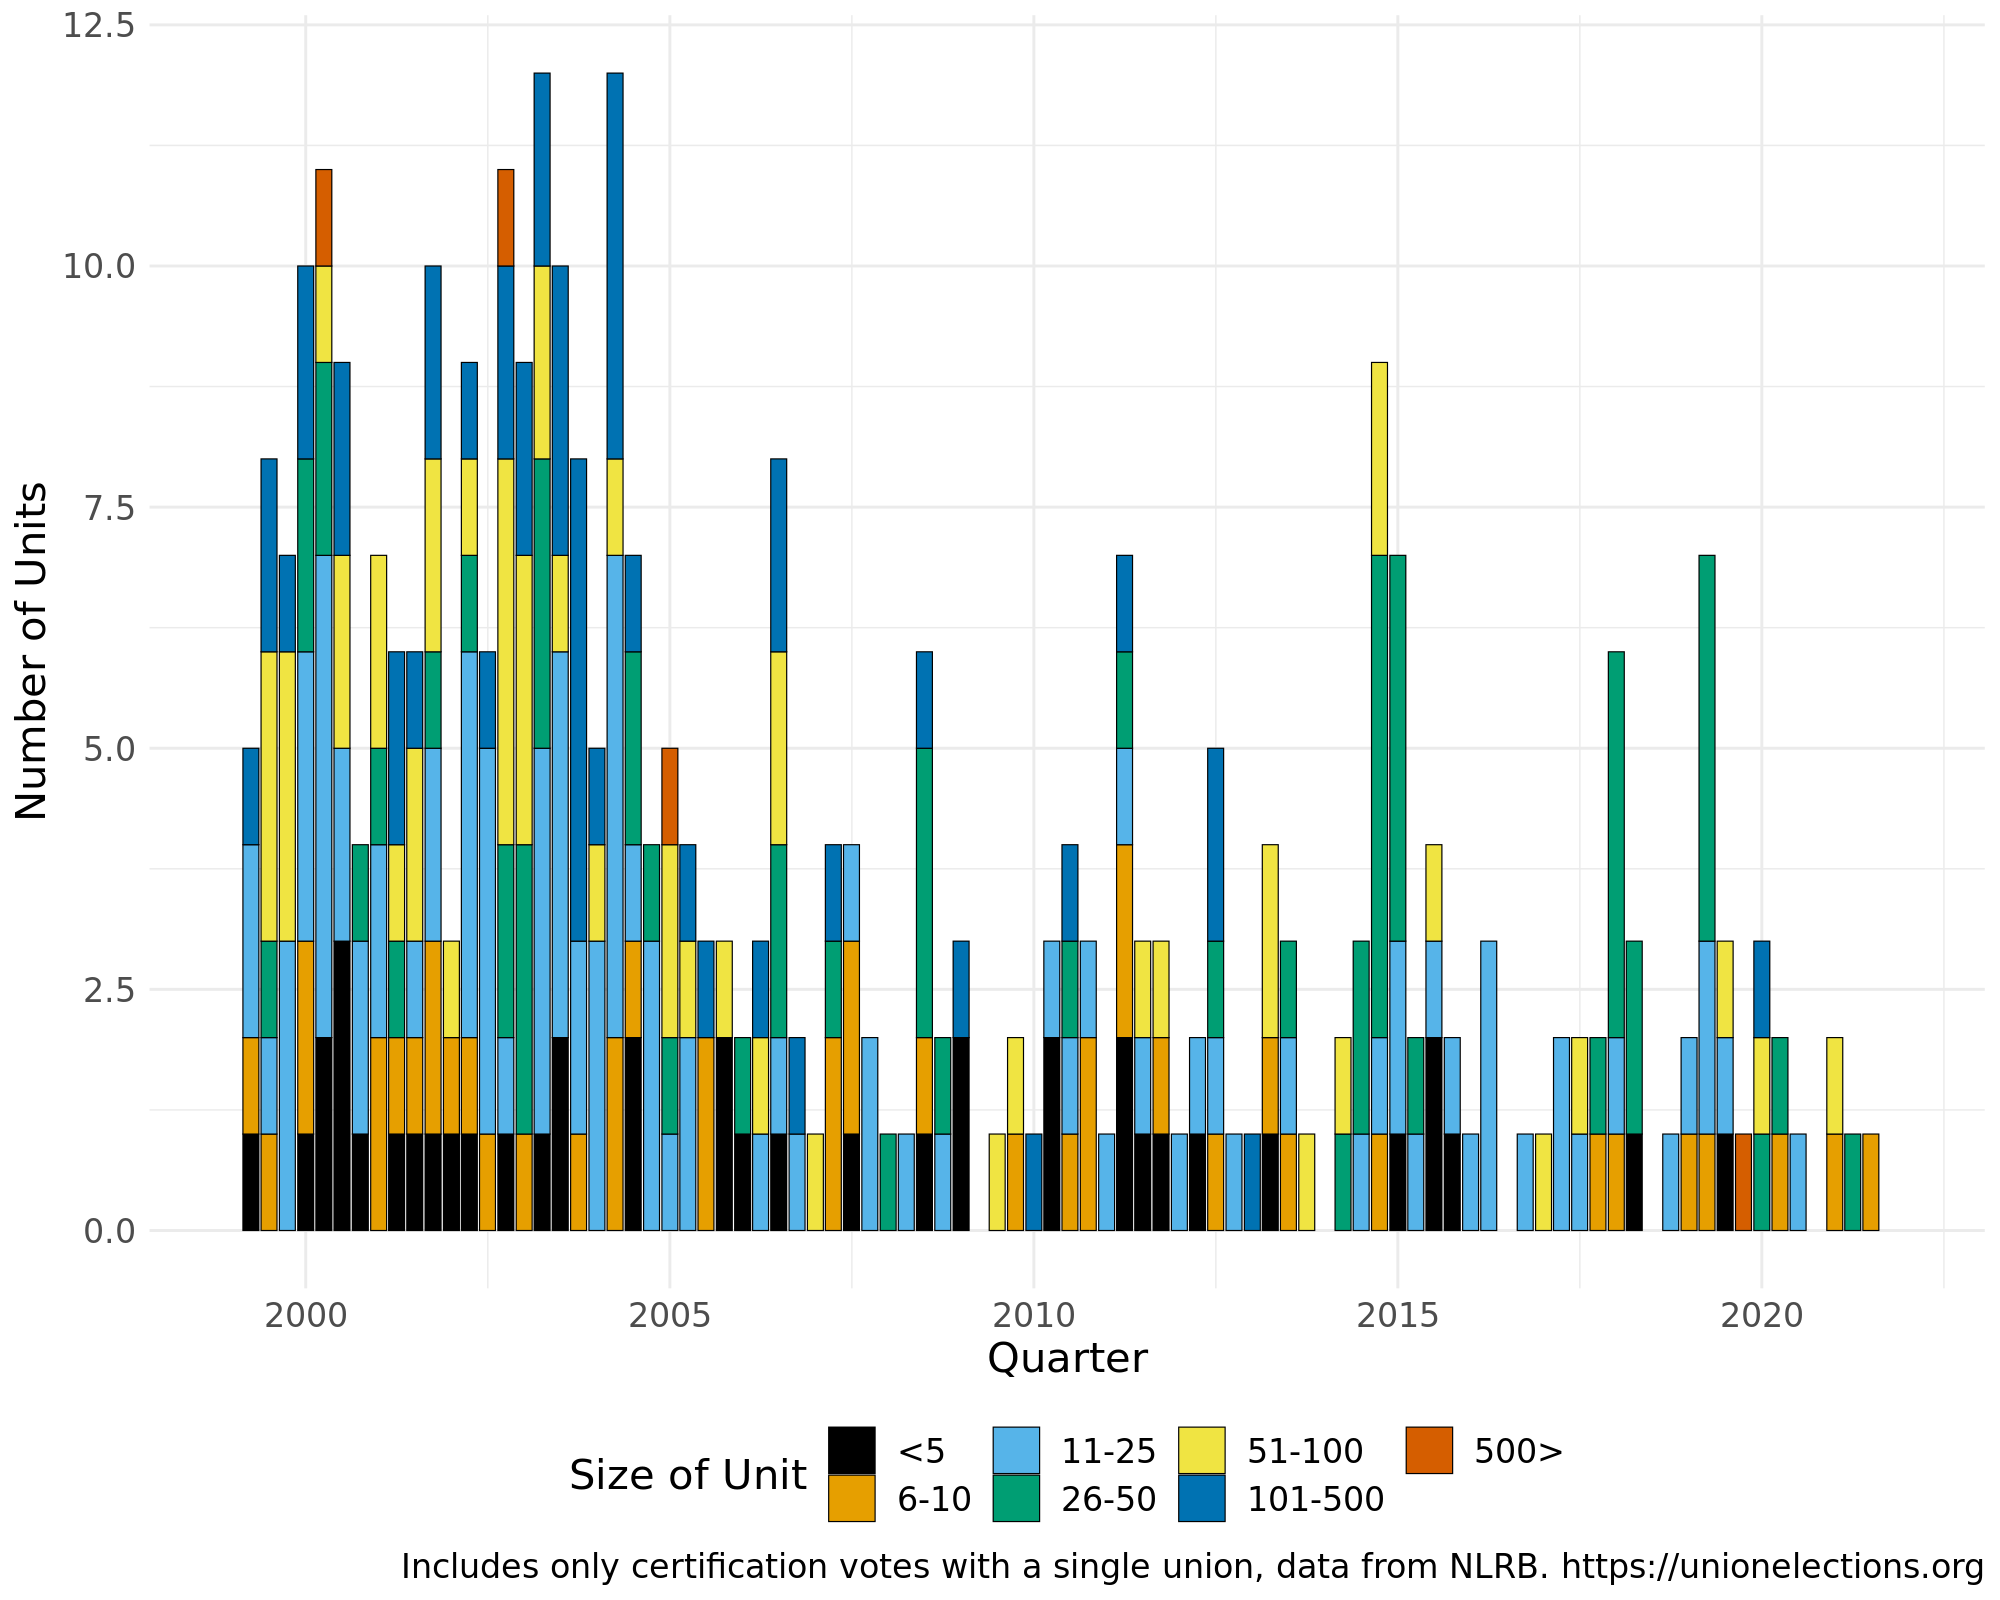 12.5
10.0
7.5
5.0
2.5
0.0
Number of Units
2000 2005 2010 2015 2020
Quarter
Size of Unit
<5 11-25 51-100 500>
6-10 26-50 101-500
Includes only certification votes with a single union, data from NLRB. https://unionelections.org